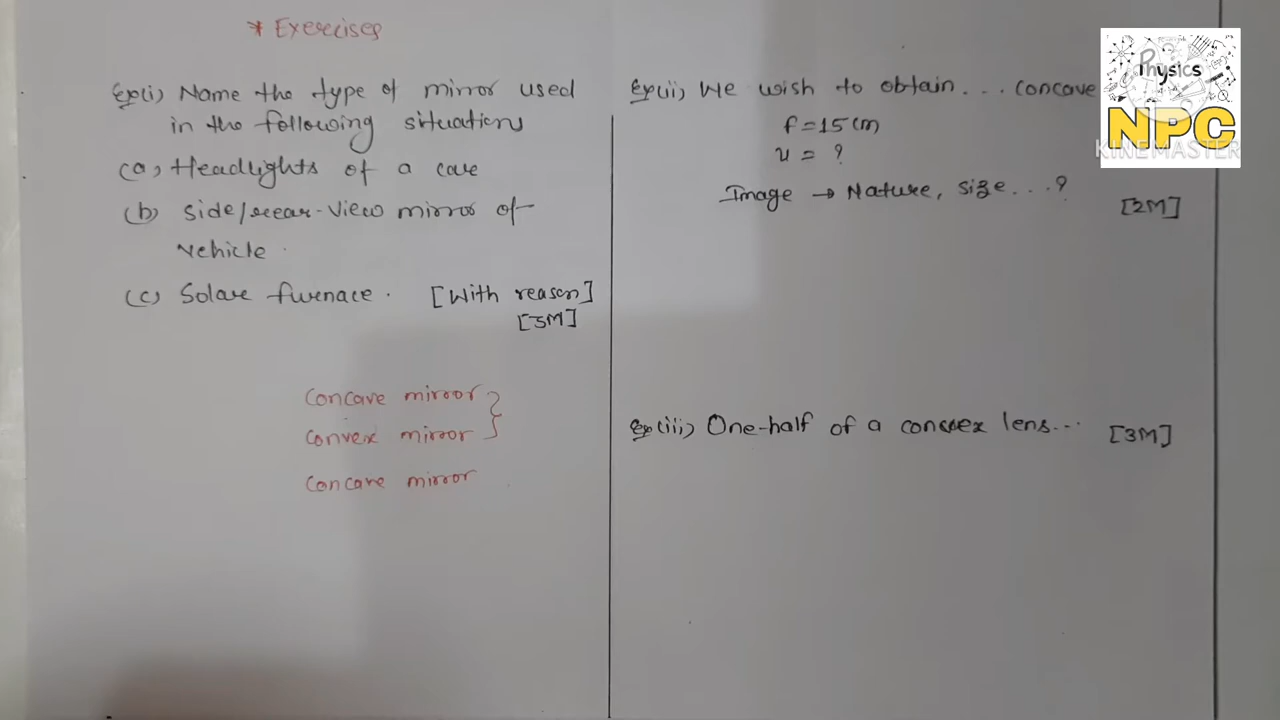 * Exercises
Ex(i) Name the type of mirror used
in the following situations
(a) Headlights of a car
(b) side/rear-view mirror of
vehicle.
(c) Solar furnace. [With reason]
[3M]
Concave mirror
Convex mirror
Concave mirror
Ex(ii) We wish to obtain... concave
f = 15 cm
u = ?
Image → Nature, size...?
[2M]
Ex(iii) One-half of a convex lens... [3M]
Physics
NPC
KINEMASTER